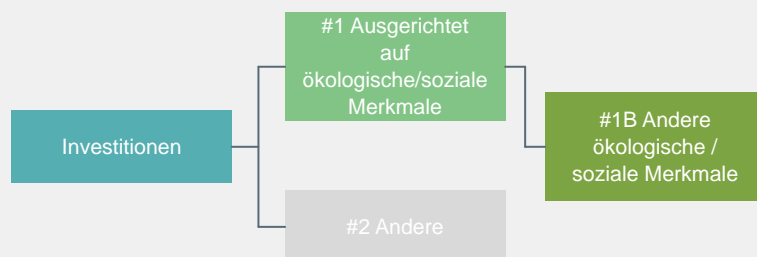 #1 Ausgerichtet
auf
ökologische/soziale
Merkmale
Investitionen
#1B Andere
ökologische /
soziale Merkmale
#2 Andere